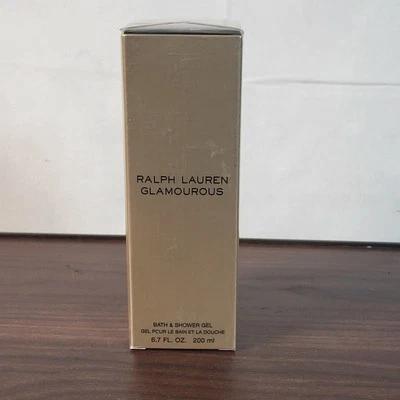 RALPH LAUREN
GLAMOUROUS
BATH & SHOWER GEL
GEL POUR LE BAIN ET LA DOUCHE
6.7 FL. OZ. 200 ml